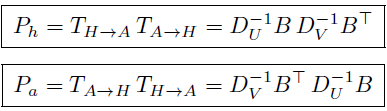 P_h = T_{H→A} T_{A→H} = D_U^{-1} B D_V^{-1} B^⊤
P_a = T_{A→H} T_{H→A} = D_V^{-1} B^⊤ D_U^{-1} B